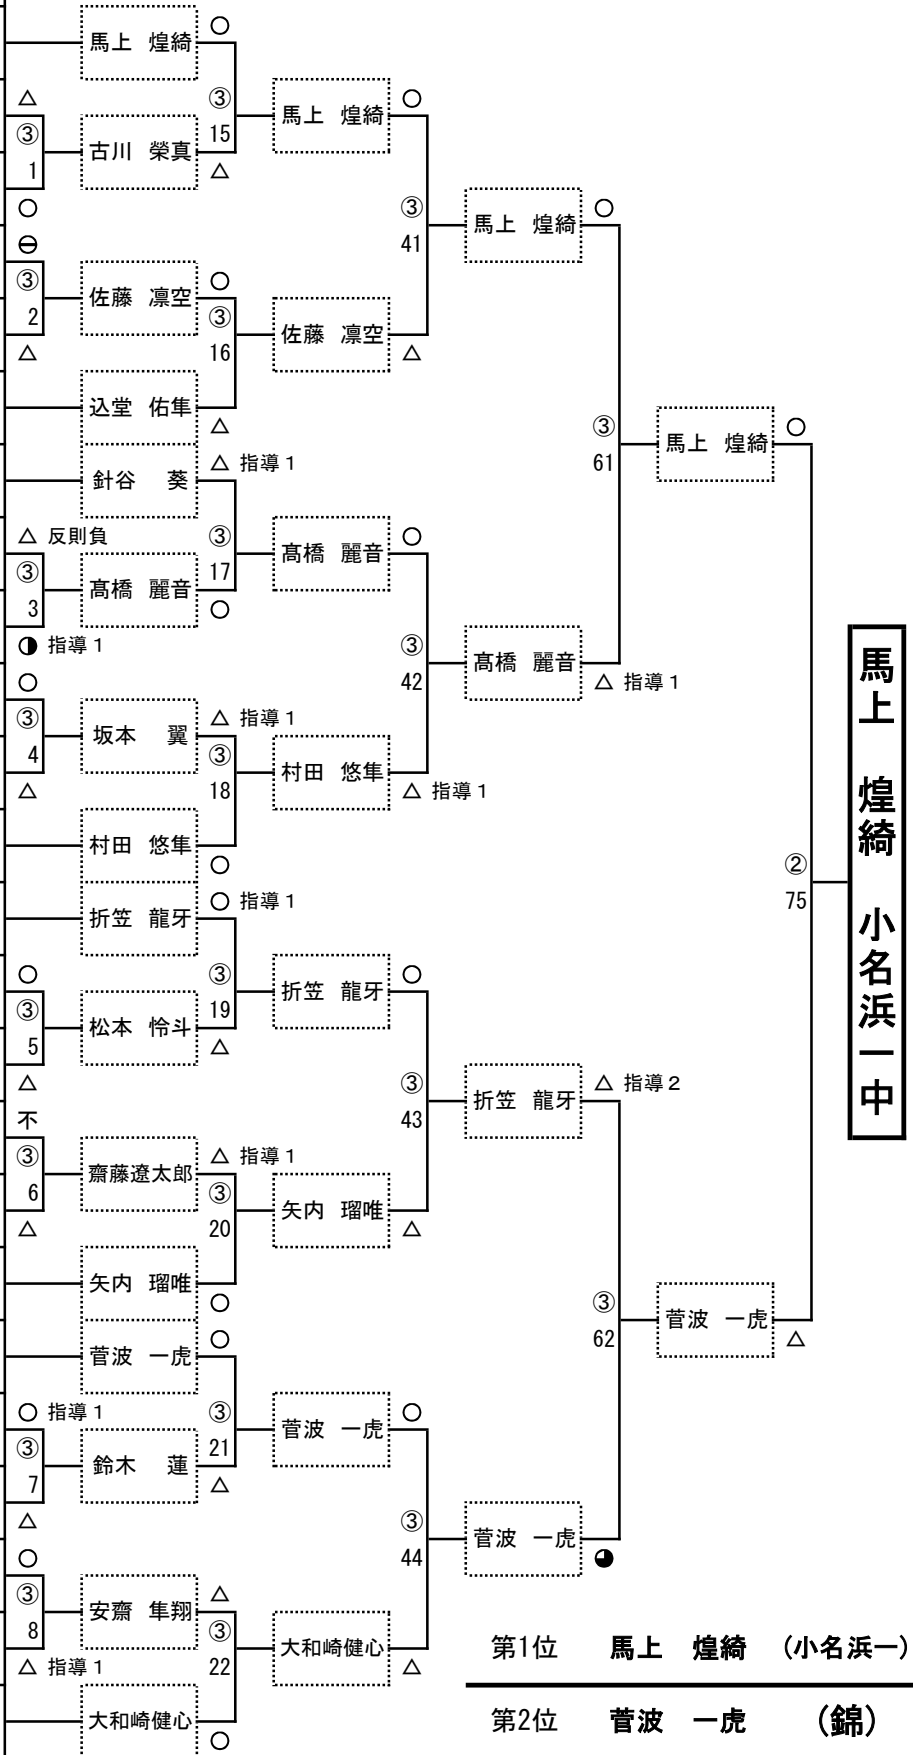 馬上 煌綺 ○
△
③
1
○
古川 榮真 △
③
15
馬上 煌綺 ○
⊖
③
2
△
佐藤 凛空 ○
③
16
込堂 佑隼 △
佐藤 凛空 △
③
41
馬上 煌綺 ○
針谷 葵 △ 指導1
△ 反則負
③
3
◑ 指導1
髙橋 麗音 ○
③
17
髙橋 麗音 ○
○
③
4
△
坂本 翼 △ 指導1
③
18
村田 悠隼 ○
村田 悠隼 △ 指導1
③
42
髙橋 麗音 △ 指導1
③
61
馬上 煌綺 ○
折笠 龍牙 ○ 指導1
○
③
5
△
松本 怜斗 △
③
19
折笠 龍牙 ○
不
③
6
△
齋藤遼太郎 △ 指導1
③
20
矢内 瑠唯 ○
矢内 瑠唯 △
③
43
折笠 龍牙 △ 指導2
菅波 一虎 ○
○ 指導1
③
7
△
鈴木 蓮 △
③
21
菅波 一虎 ○
○
③
8
△ 指導1
安齋 隼翔 △
③
22
大和崎健心 ○
大和崎健心 △
③
44
菅波 一虎 ◕
③
62
菅波 一虎 △
②
75
馬上 煌綺 小名浜一中
第1位 馬上 煌綺 (小名浜一)
第2位 菅波 一虎 (錦)